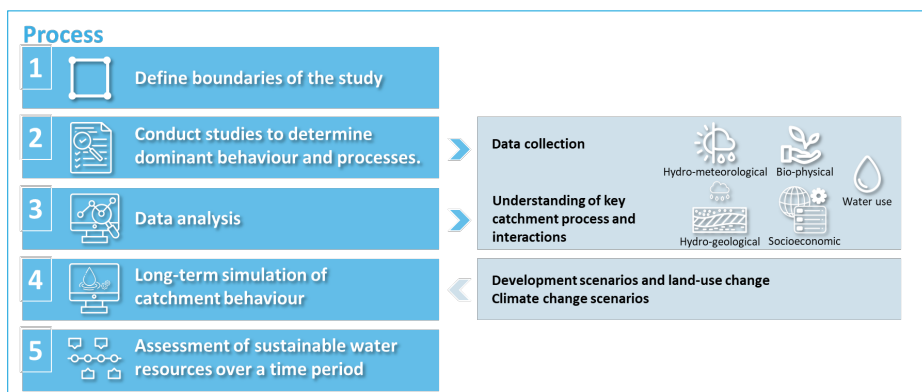 Process
1
Define boundaries of the study
2
Conduct studies to determine
dominant behaviour and processes.
Data collection
Hydro-meteorological
Bio-physical
Water use
3
Data analysis
Understanding of key
catchment process and
interactions
Hydro-geological
Socioeconomic
4
Long-term simulation of
catchment behaviour
Development scenarios and land-use change
Climate change scenarios
5
Assessment of sustainable water
resources over a time period